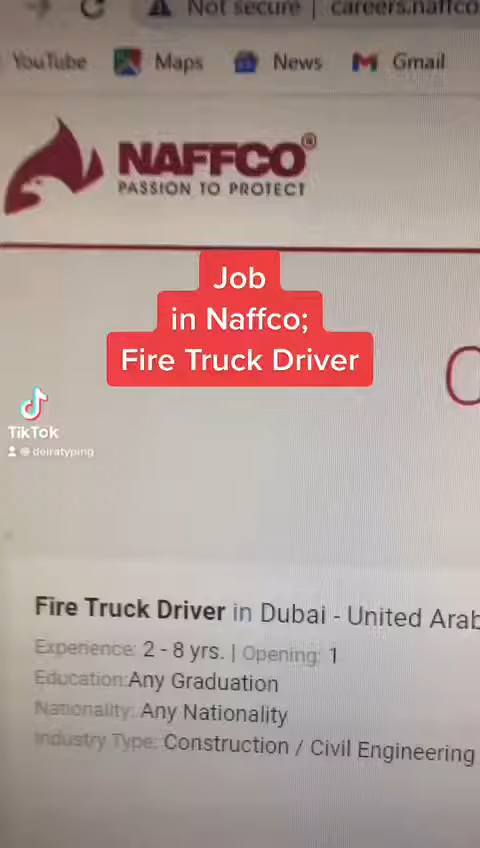 Not secure | careers.naffco
YouTube Maps News Gmail
NAFFCO®
PASSION TO PROTECT
Job
in Naffco;
Fire Truck Driver
TikTok
@deiratyping
Fire Truck Driver in Dubai - United Arab
Experience: 2 - 8 yrs. | Opening: 1
Education:Any Graduation
Nationality: Any Nationality
Industry Type: Construction / Civil Engineering